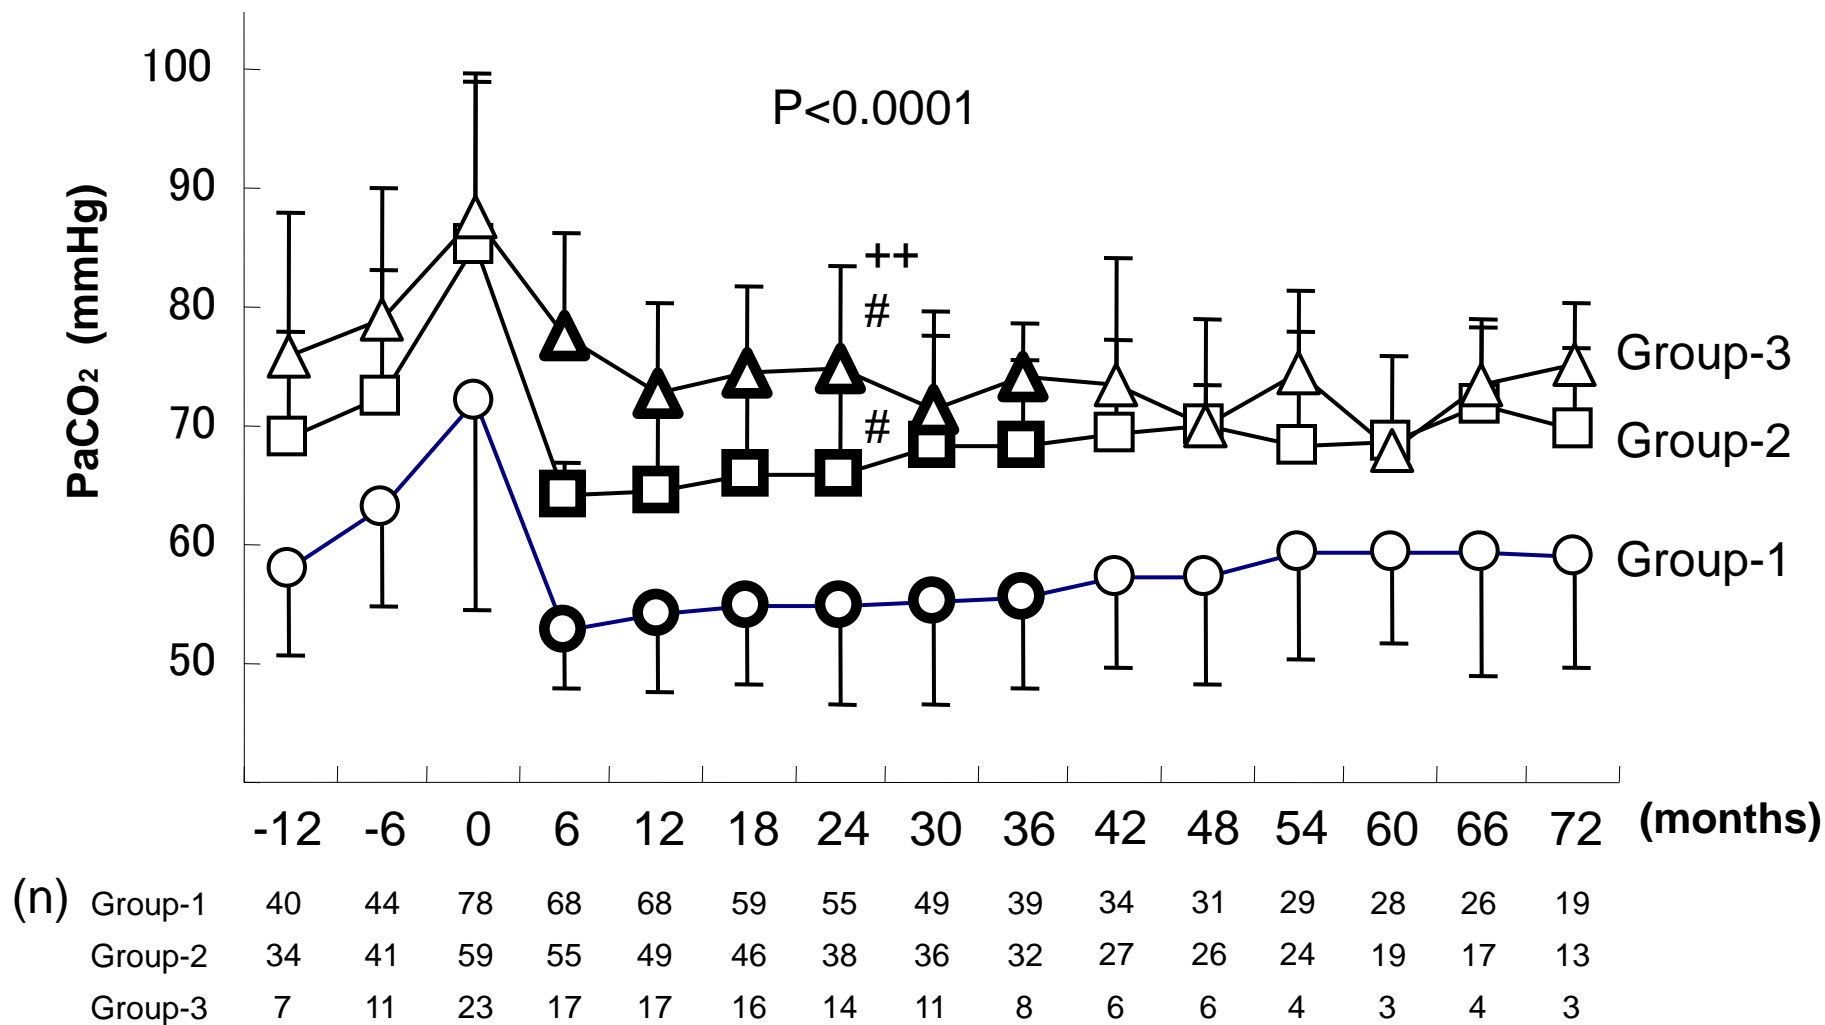 100
P<0.0001
90
80
70
60
50
PaCO₂ (mmHg)
++
#
#
Group-3
Group-2
Group-1
-12 -6 0 6 12 18 24 30 36 42 48 54 60 66 72 (months)
(n) Group-1 40 44 78 68 68 59 55 49 39 34 31 29 28 26 19
Group-2 34 41 59 55 49 46 38 36 32 27 26 24 19 17 13
Group-3 7 11 23 17 17 16 14 11 8 6 6 4 3 4 3